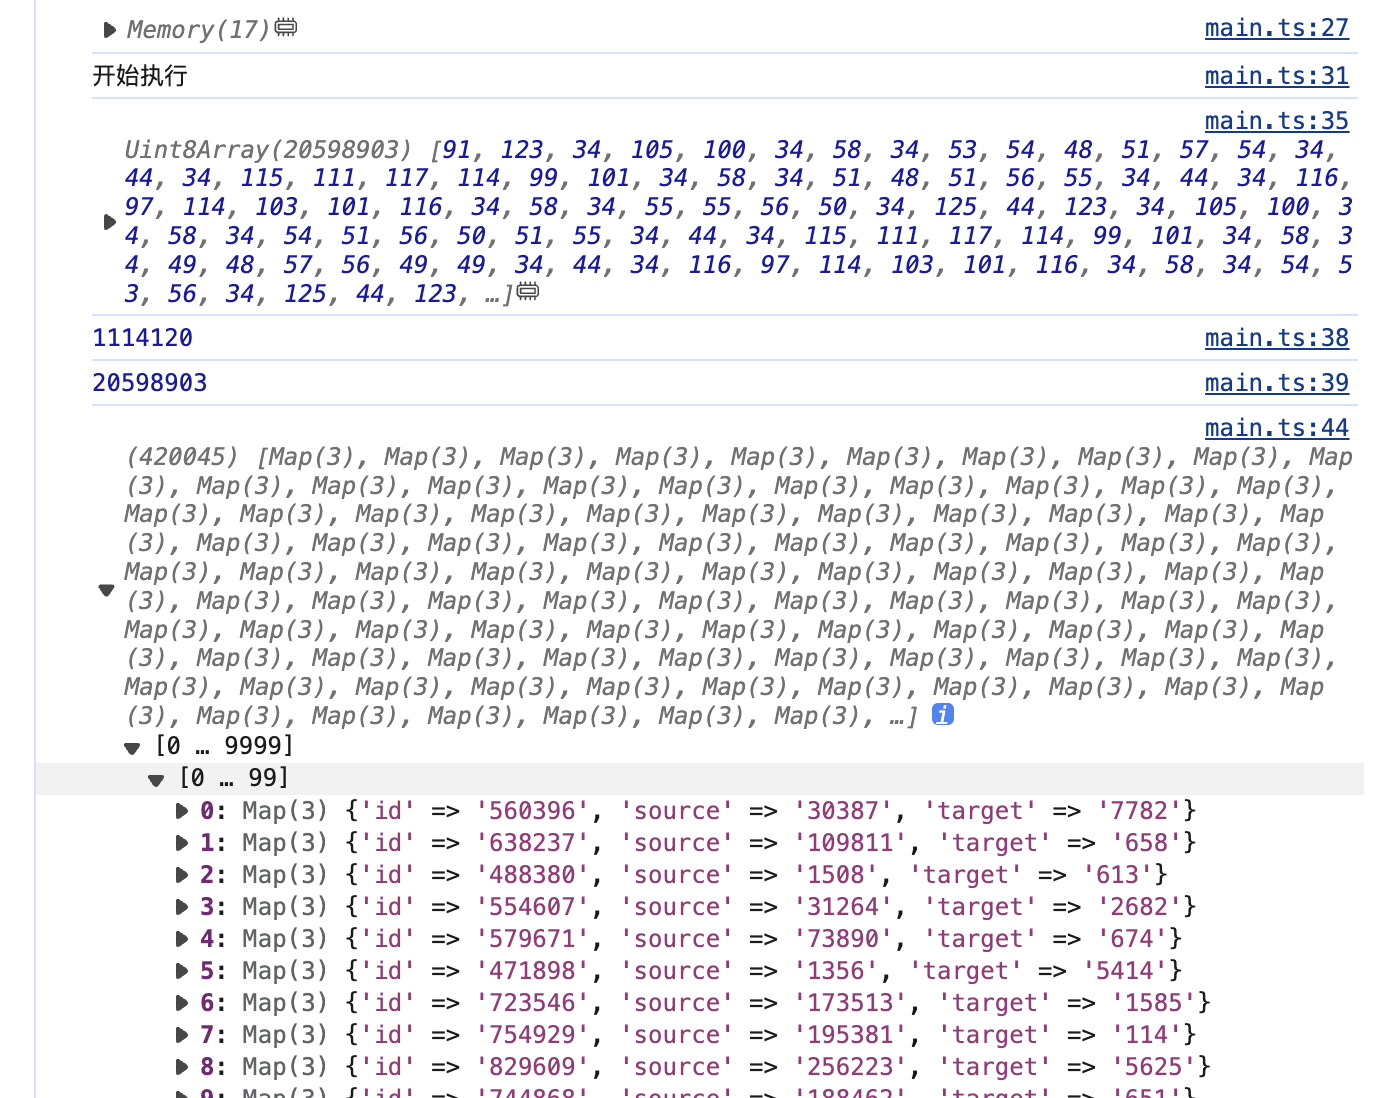 Memory(17) main.ts:27
开始执行 main.ts:31
main.ts:35
Uint8Array(20598903) [91, 123, 34, 105, 100, 34, 58, 34, 53, 54, 48, 51, 57, 54, 34,
44, 34, 115, 111, 117, 114, 99, 101, 34, 58, 34, 51, 48, 51, 56, 55, 34, 44, 34, 116,
97, 114, 103, 101, 116, 34, 58, 34, 55, 55, 56, 50, 34, 125, 44, 123, 34, 105, 100, 3
4, 58, 34, 54, 51, 56, 50, 51, 55, 34, 44, 34, 115, 111, 117, 114, 99, 101, 34, 58, 3
4, 49, 48, 57, 56, 49, 49, 34, 44, 34, 116, 97, 114, 103, 101, 116, 34, 58, 34, 54, 5
3, 56, 34, 125, 44, 123, …]
1114120 main.ts:38
20598903 main.ts:39
main.ts:44
(420045) [Map(3), Map(3), Map(3), Map(3), Map(3), Map(3), Map(3), Map(3), Map(3), Map
(3), Map(3), Map(3), Map(3), Map(3), Map(3), Map(3), Map(3), Map(3), Map(3), Map(3),
Map(3), Map(3), Map(3), Map(3), Map(3), Map(3), Map(3), Map(3), Map(3), Map(3), Map
(3), Map(3), Map(3), Map(3), Map(3), Map(3), Map(3), Map(3), Map(3), Map(3), Map(3),
Map(3), Map(3), Map(3), Map(3), Map(3), Map(3), Map(3), Map(3), Map(3), Map(3), Map
(3), Map(3), Map(3), Map(3), Map(3), Map(3), Map(3), Map(3), Map(3), Map(3), Map(3),
Map(3), Map(3), Map(3), Map(3), Map(3), Map(3), Map(3), Map(3), Map(3), Map(3), Map
(3), Map(3), Map(3), Map(3), Map(3), Map(3), Map(3), Map(3), Map(3), Map(3), Map(3),
Map(3), Map(3), Map(3), Map(3), Map(3), Map(3), Map(3), Map(3), Map(3), Map(3), Map
(3), Map(3), Map(3), Map(3), Map(3), Map(3), Map(3), …] i
[0 … 9999]
[0 … 99]
0: Map(3) {'id' => '560396', 'source' => '30387', 'target' => '7782'}
1: Map(3) {'id' => '638237', 'source' => '109811', 'target' => '658'}
2: Map(3) {'id' => '488380', 'source' => '1508', 'target' => '613'}
3: Map(3) {'id' => '554607', 'source' => '31264', 'target' => '2682'}
4: Map(3) {'id' => '579671', 'source' => '73890', 'target' => '674'}
5: Map(3) {'id' => '471898', 'source' => '1356', 'target' => '5414'}
6: Map(3) {'id' => '723546', 'source' => '173513', 'target' => '1585'}
7: Map(3) {'id' => '754929', 'source' => '195381', 'target' => '114'}
8: Map(3) {'id' => '829609', 'source' => '256223', 'target' => '5625'}
9: Map(3) {'id' => '744868', 'source' => '188462', 'target' => '651'}